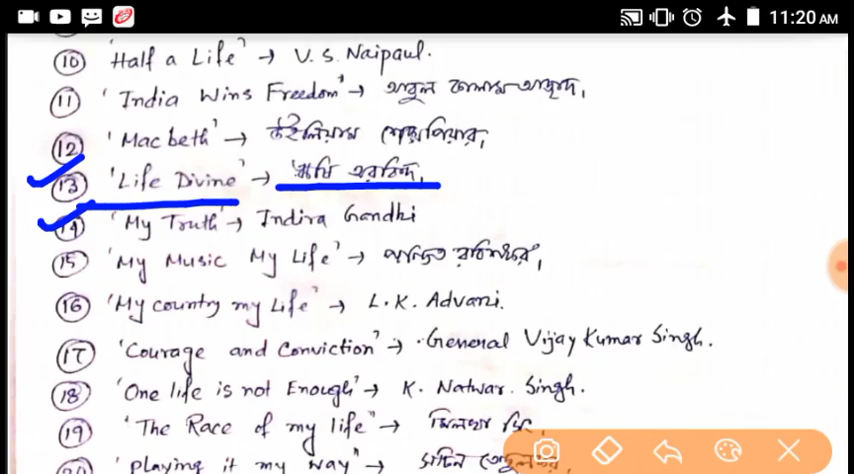 11:20 AM
⑩ 'Half a Life' → V. S. Naipaul.
⑪ 'India Wins Freedom' → আবুল কালাম আজাদ।
⑫ 'Macbeth' → উইলিয়াম শেক্সপিয়ার।
⑬ 'Life Divine' → ঋষি অরবিন্দ।
⑭ 'My Truth' → Indira Gandhi
⑮ 'My Music My Life' → পন্ডিত রবিশংকর।
⑯ 'My country my Life' → L. K. Advani.
⑰ 'Courage and Conviction' → General Vijay Kumar Singh.
⑱ 'One life is not Enough' → K. Natwar. Singh.
⑲ 'The Race of my life' → মিলখা সিং
'Playing it my way' →